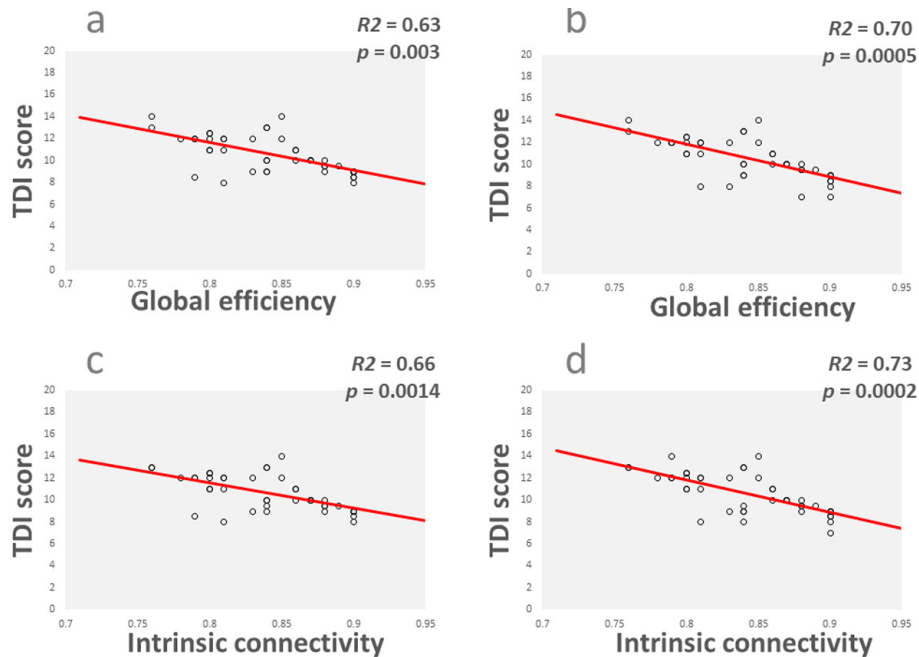 a
R2 = 0.63
p = 0.003
TDI score
20
18
16
14
12
10
8
6
4
2
0
0.7 0.75 0.8 0.85 0.9 0.95
Global efficiency
b
R2 = 0.70
p = 0.0005
TDI score
20
18
16
14
12
10
8
6
4
2
0
0.7 0.75 0.8 0.85 0.9 0.95
Global efficiency
c
R2 = 0.66
p = 0.0014
TDI score
20
18
16
14
12
10
8
6
4
2
0
0.7 0.75 0.8 0.85 0.9 0.95
Intrinsic connectivity
d
R2 = 0.73
p = 0.0002
TDI score
20
18
16
14
12
10
8
6
4
2
0
0.7 0.75 0.8 0.85 0.9 0.95
Intrinsic connectivity